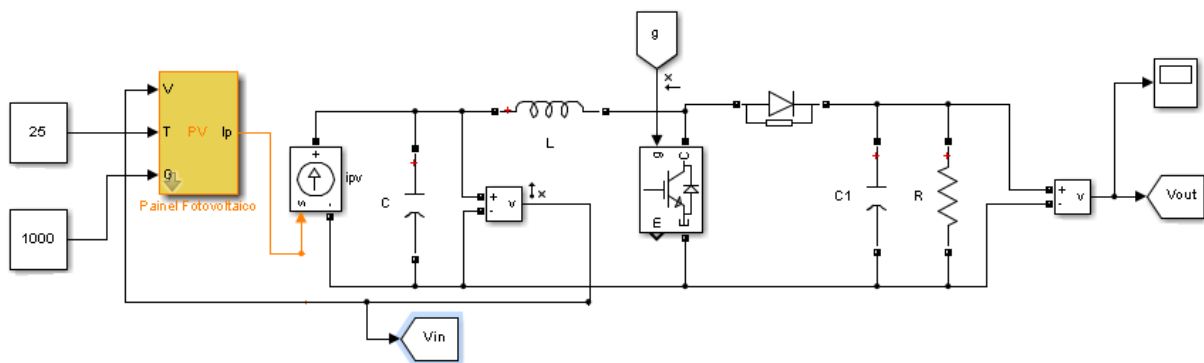 g
V
25
T
PV
Ip
G
1000
Painel Fotovoltaico
+
s
-
ipv
C
L
+
-
v
x
x
g
C
m
E
C1
R
+
-
v
Vout
Vin